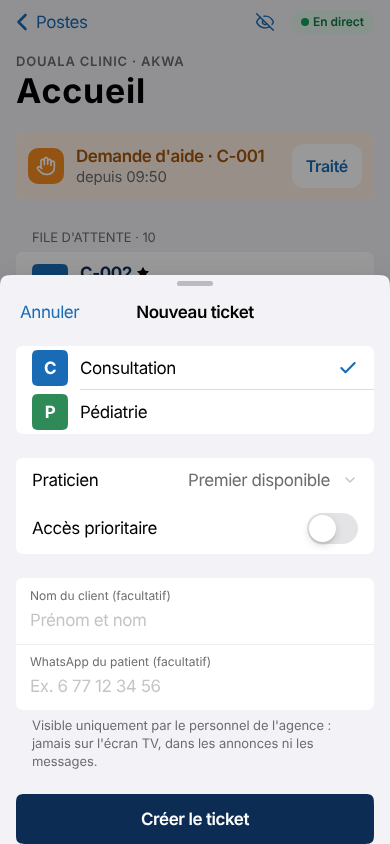 Postes
En direct
DOUALA CLINIC · AKWA
Accueil
Demande d'aide · C-001
depuis 09:50
Traité
FILE D'ATTENTE · 10
C-002 ★
Annuler
Nouveau ticket
C Consultation
P Pédiatrie
Praticien Premier disponible
Accès prioritaire
Nom du client (facultatif)
Prénom et nom
WhatsApp du patient (facultatif)
Ex. 6 77 12 34 56
Visible uniquement par le personnel de l'agence :
jamais sur l'écran TV, dans les annonces ni les
messages.
Créer le ticket